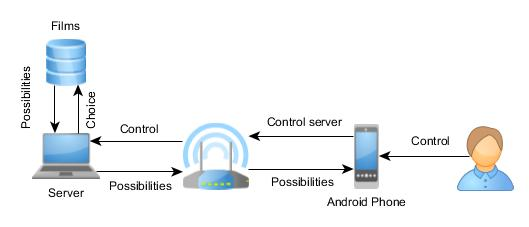 Films
Possibilities
Choice
Control
Control server
Control
Possibilities
Possibilities
Server
Android Phone